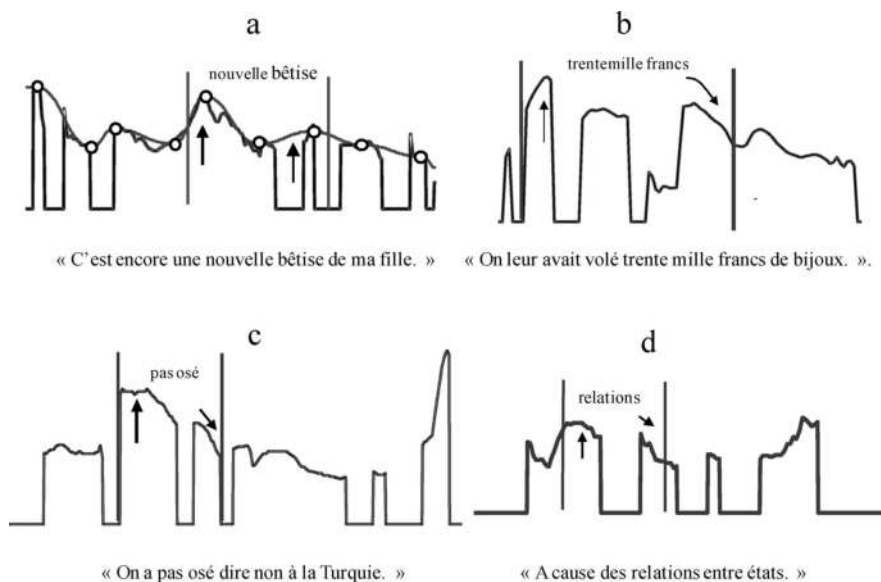 a
nouvelle bêtise
« C'est encore une nouvelle bêtise de ma fille. »
b
trentemille francs
« On leur avait volé trente mille francs de bijoux. ».
c
pas osé
« On a pas osé dire non à la Turquie. »
d
relations
« A cause des relations entre états. »